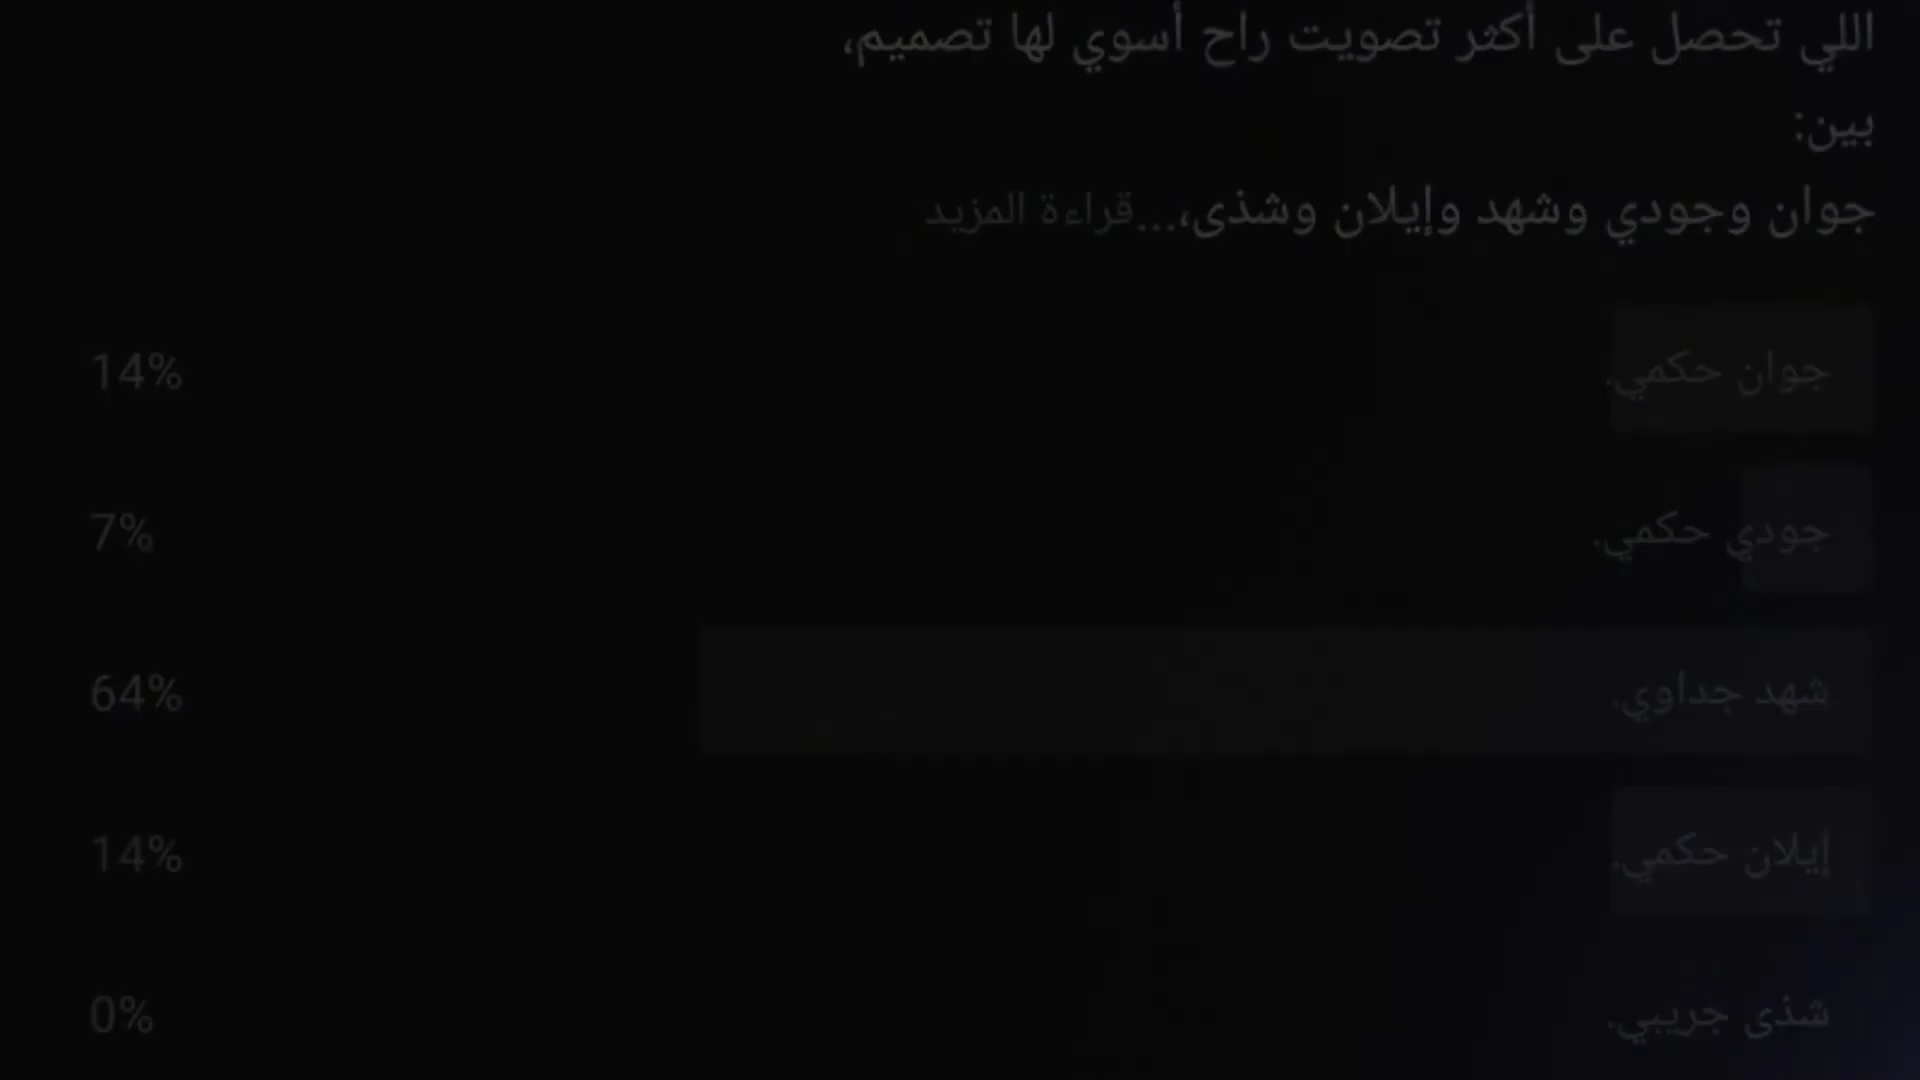 اللي تحصل على أكثر تصويت راح أسوي لها تصميم،
بين:
جوان وجودي وشهد وإيلان وشذى،...قراءة المزيد
جوان حكمي. 14%
جودي حكمي. 7%
شهد جداوي. 64%
إيلان حكمي. 14%
شذى جريبي. 0%